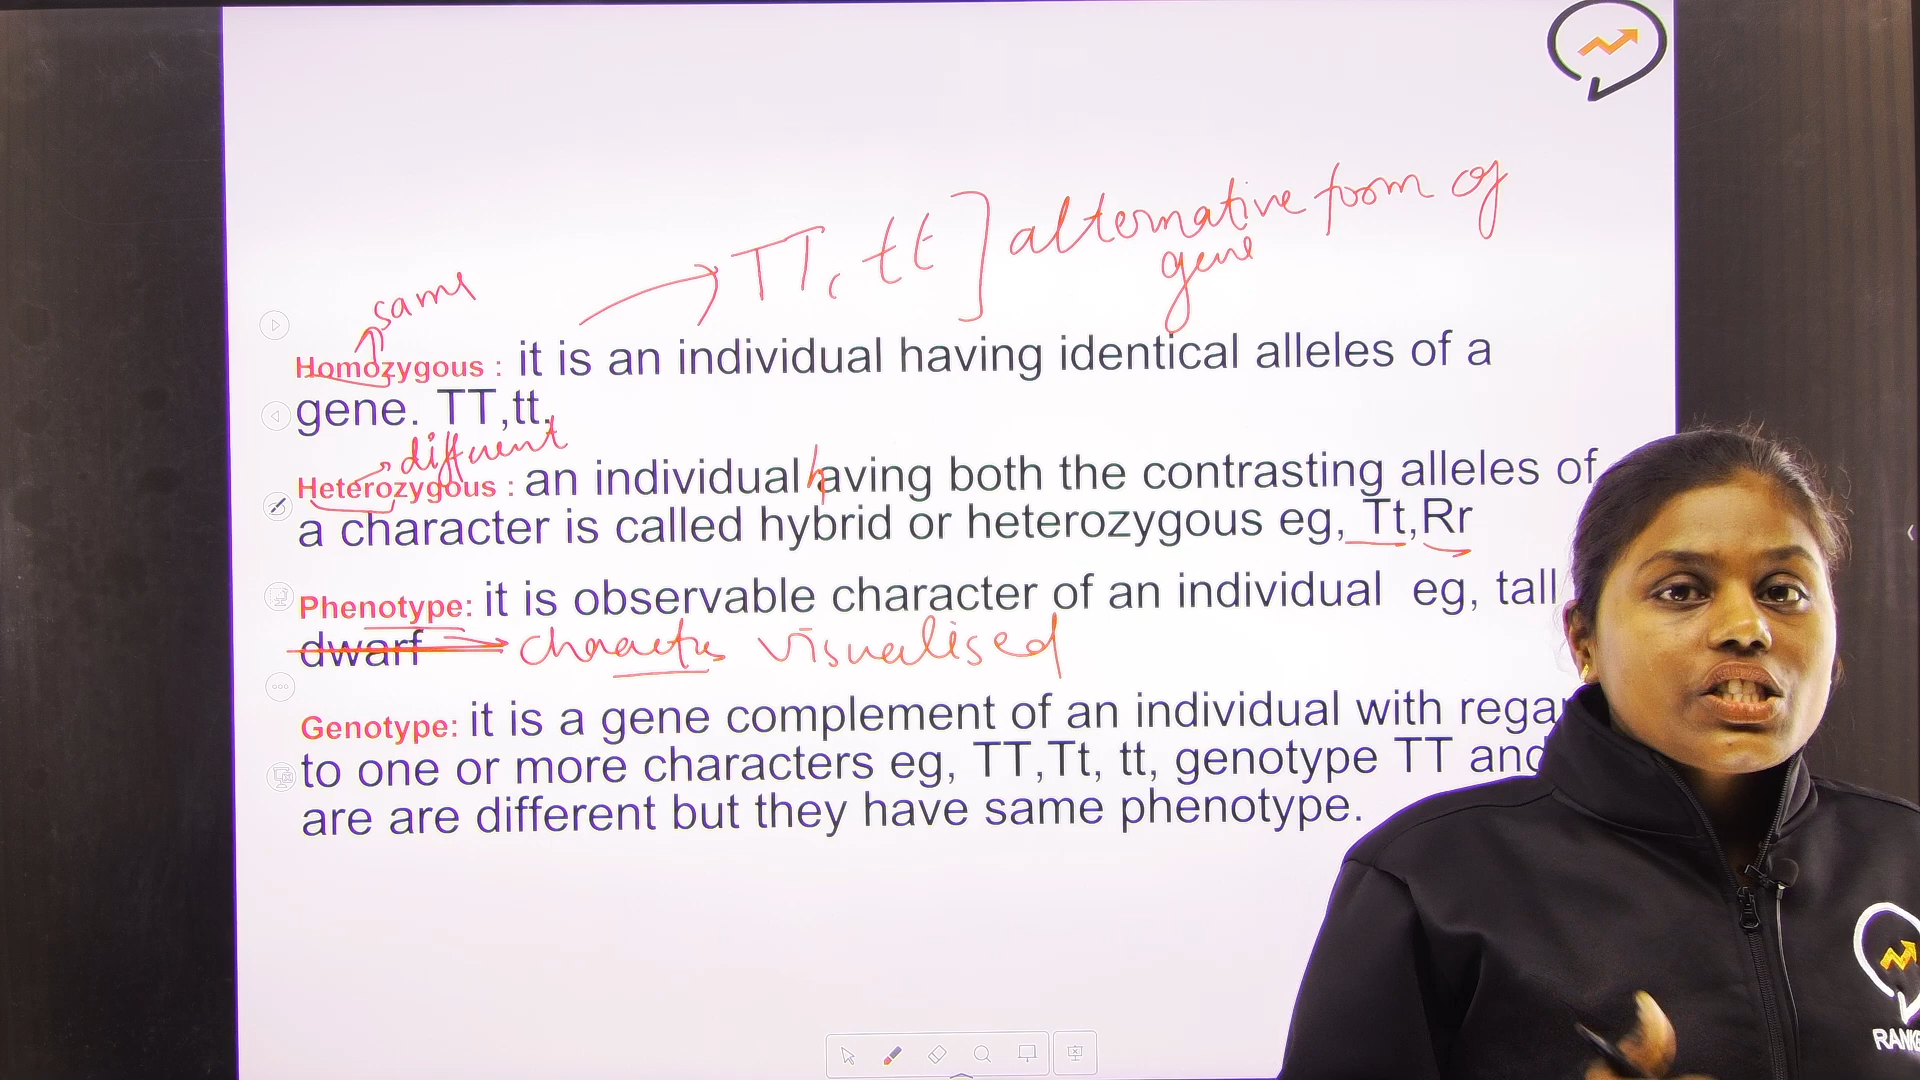 TT, tt] alternative form of
gene
same
Homozygous : it is an individual having identical alleles of a
gene. TT,tt.
different
Heterozygous : an individual having both the contrasting alleles of
a character is called hybrid or heterozygous eg, Tt,Rr
Phenotype: it is observable character of an individual eg, tall
dwarf
visualised
Genotype: it is a gene complement of an individual with regar
to one or more characters eg, TT,Tt, tt, genotype TT and
are are different but they have same phenotype.
RANKE